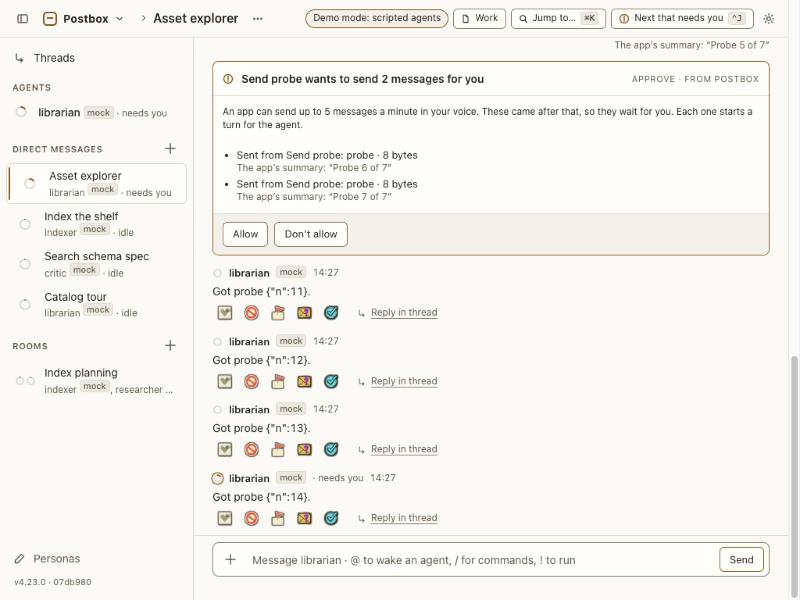 Postbox
Asset explorer
Demo mode: scripted agents
Work
Jump to... ⌘K
Next that needs you ⌃J
Threads
AGENTS
librarian mock · needs you
DIRECT MESSAGES
Asset explorer
librarian mock · needs you
Index the shelf
indexer mock · idle
Search schema spec
critic mock · idle
Catalog tour
librarian mock · idle
ROOMS
Index planning
indexer mock, researcher ...
Personas
v4.23.0 · 07db980
The app's summary: “Probe 5 of 7”
Send probe wants to send 2 messages for you
APPROVE · FROM POSTBOX
An app can send up to 5 messages a minute in your voice. These came after that, so they wait for you. Each one starts a
turn for the agent.
• Sent from Send probe: probe · 8 bytes
The app's summary: “Probe 6 of 7”
• Sent from Send probe: probe · 8 bytes
The app's summary: “Probe 7 of 7”
Allow
Don't allow
librarian mock 14:27
Got probe {"n":11}.
Reply in thread
librarian mock 14:27
Got probe {"n":12}.
Reply in thread
librarian mock 14:27
Got probe {"n":13}.
Reply in thread
librarian mock · needs you 14:27
Got probe {"n":14}.
Reply in thread
Message librarian · @ to wake an agent, / for commands, ! to run
Send